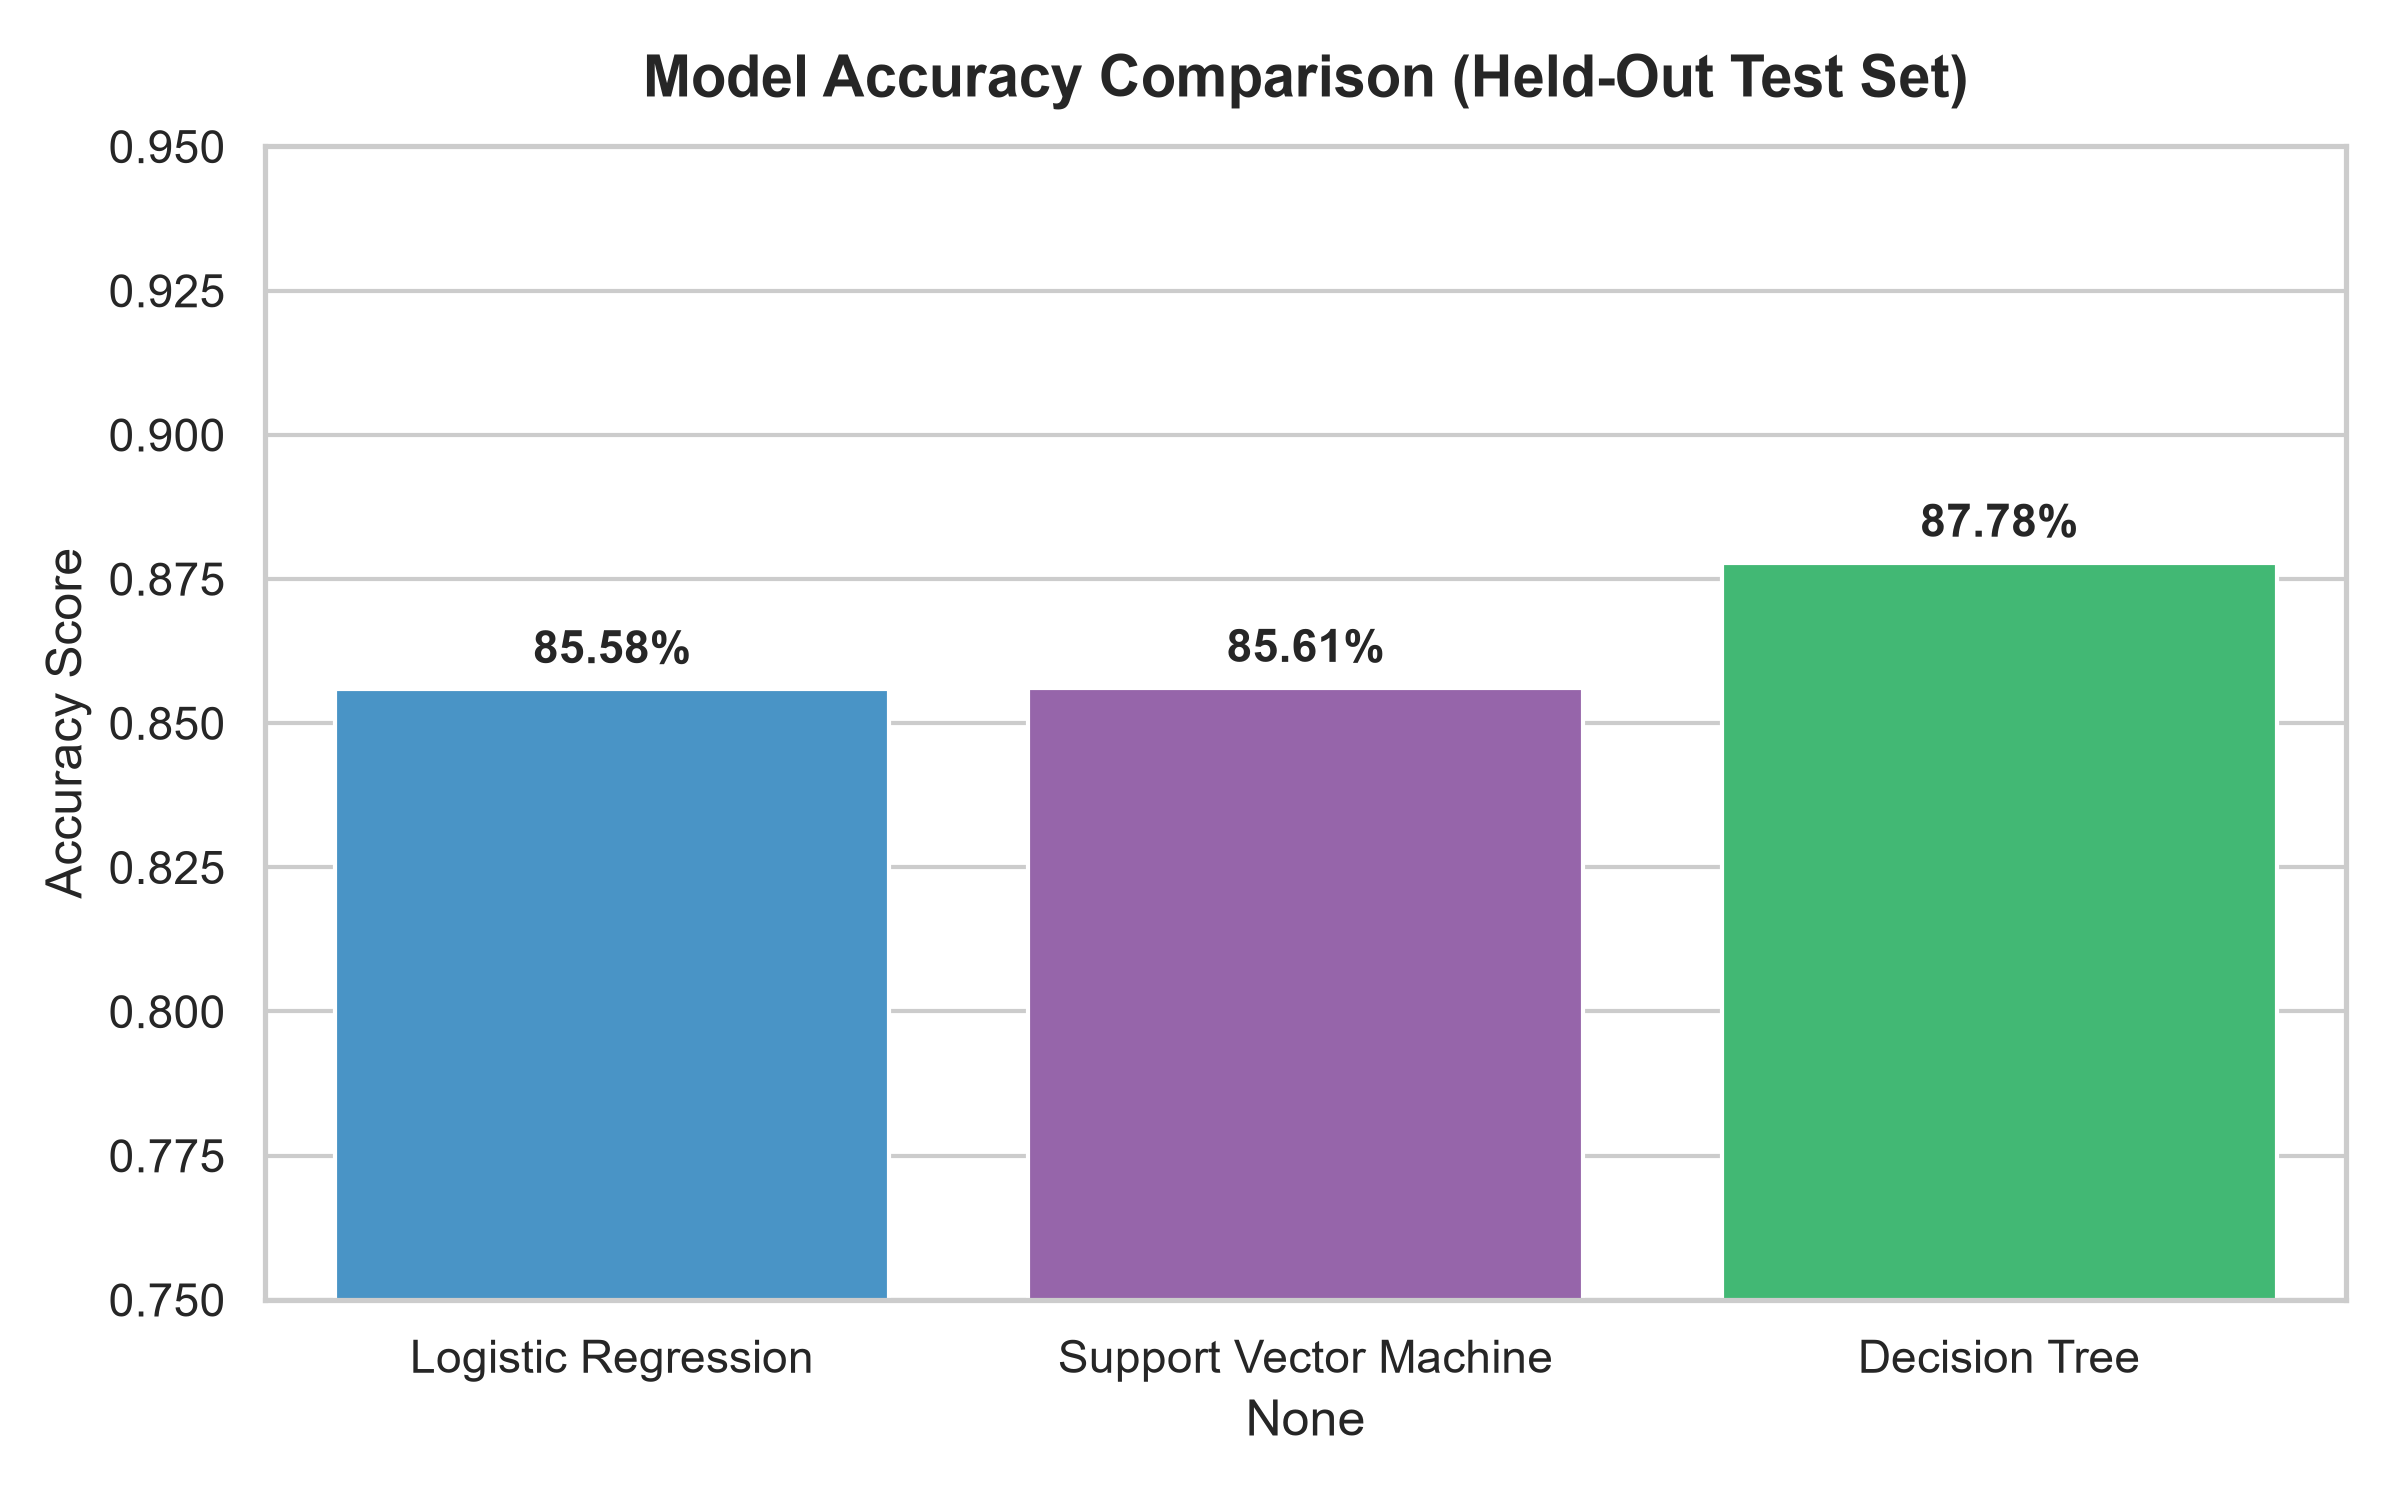 Model Accuracy Comparison (Held-Out Test Set)
Accuracy Score
0.950
0.925
0.900
0.875
0.850
0.825
0.800
0.775
0.750
85.58%
85.61%
87.78%
Logistic Regression
Support Vector Machine
Decision Tree
None